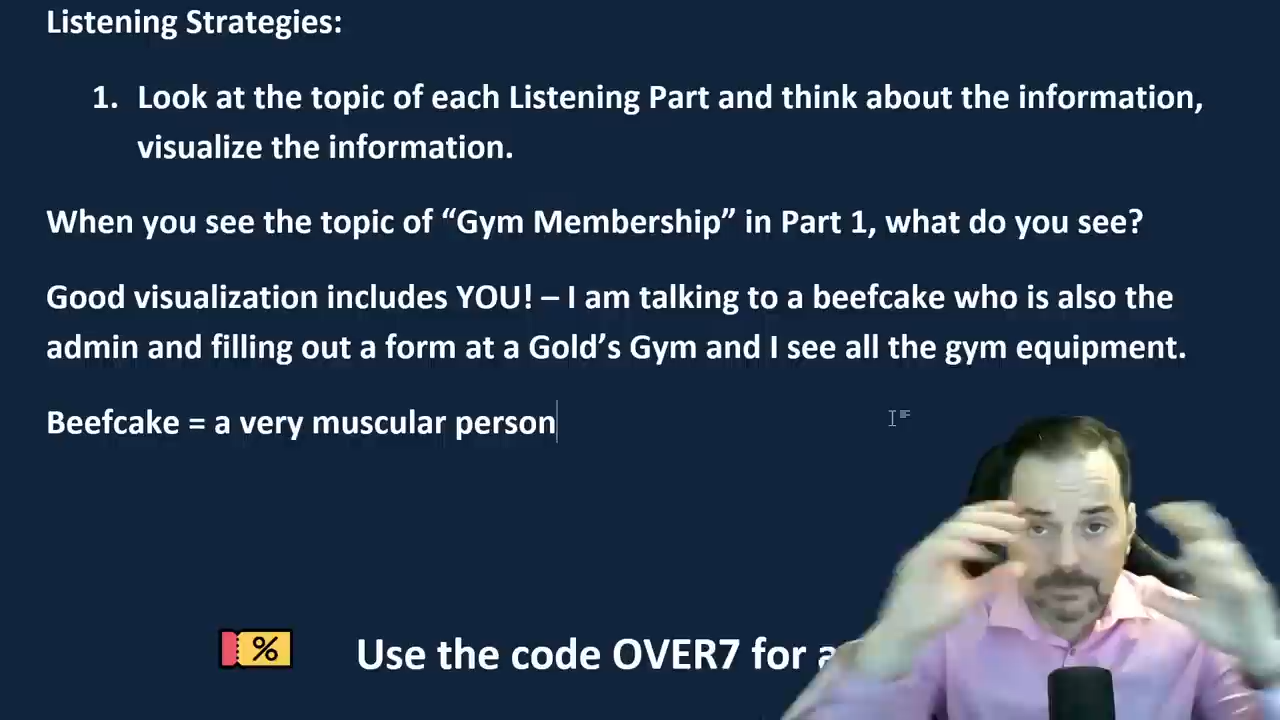 Listening Strategies:
1. Look at the topic of each Listening Part and think about the information,
visualize the information.
When you see the topic of “Gym Membership” in Part 1, what do you see?
Good visualization includes YOU! – I am talking to a beefcake who is also the
admin and filling out a form at a Gold’s Gym and I see all the gym equipment.
Beefcake = a very muscular person
% Use the code OVER7 for